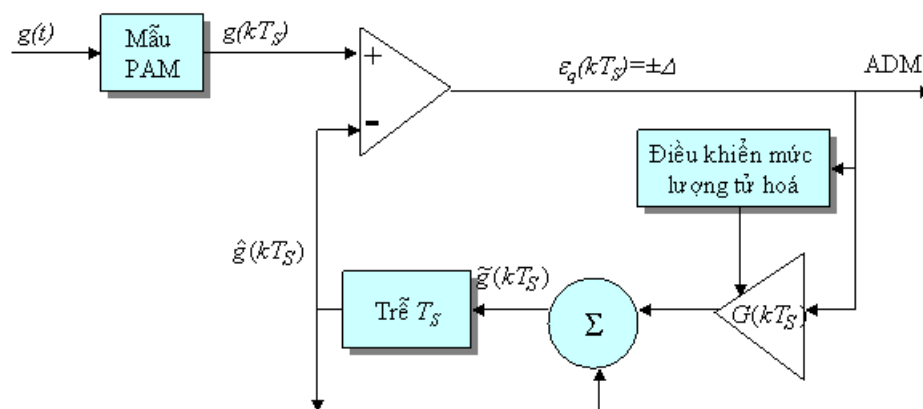 g(t)
Mẫu
PAM
g(kT_S)
+
-
ε_q(kT_S)=±Δ
ADM
Điều khiển mức
lượng tử hoá
ĝ(kT_S)
Trễ T_S
g̃(kT_S)
Σ
G(kT_S)